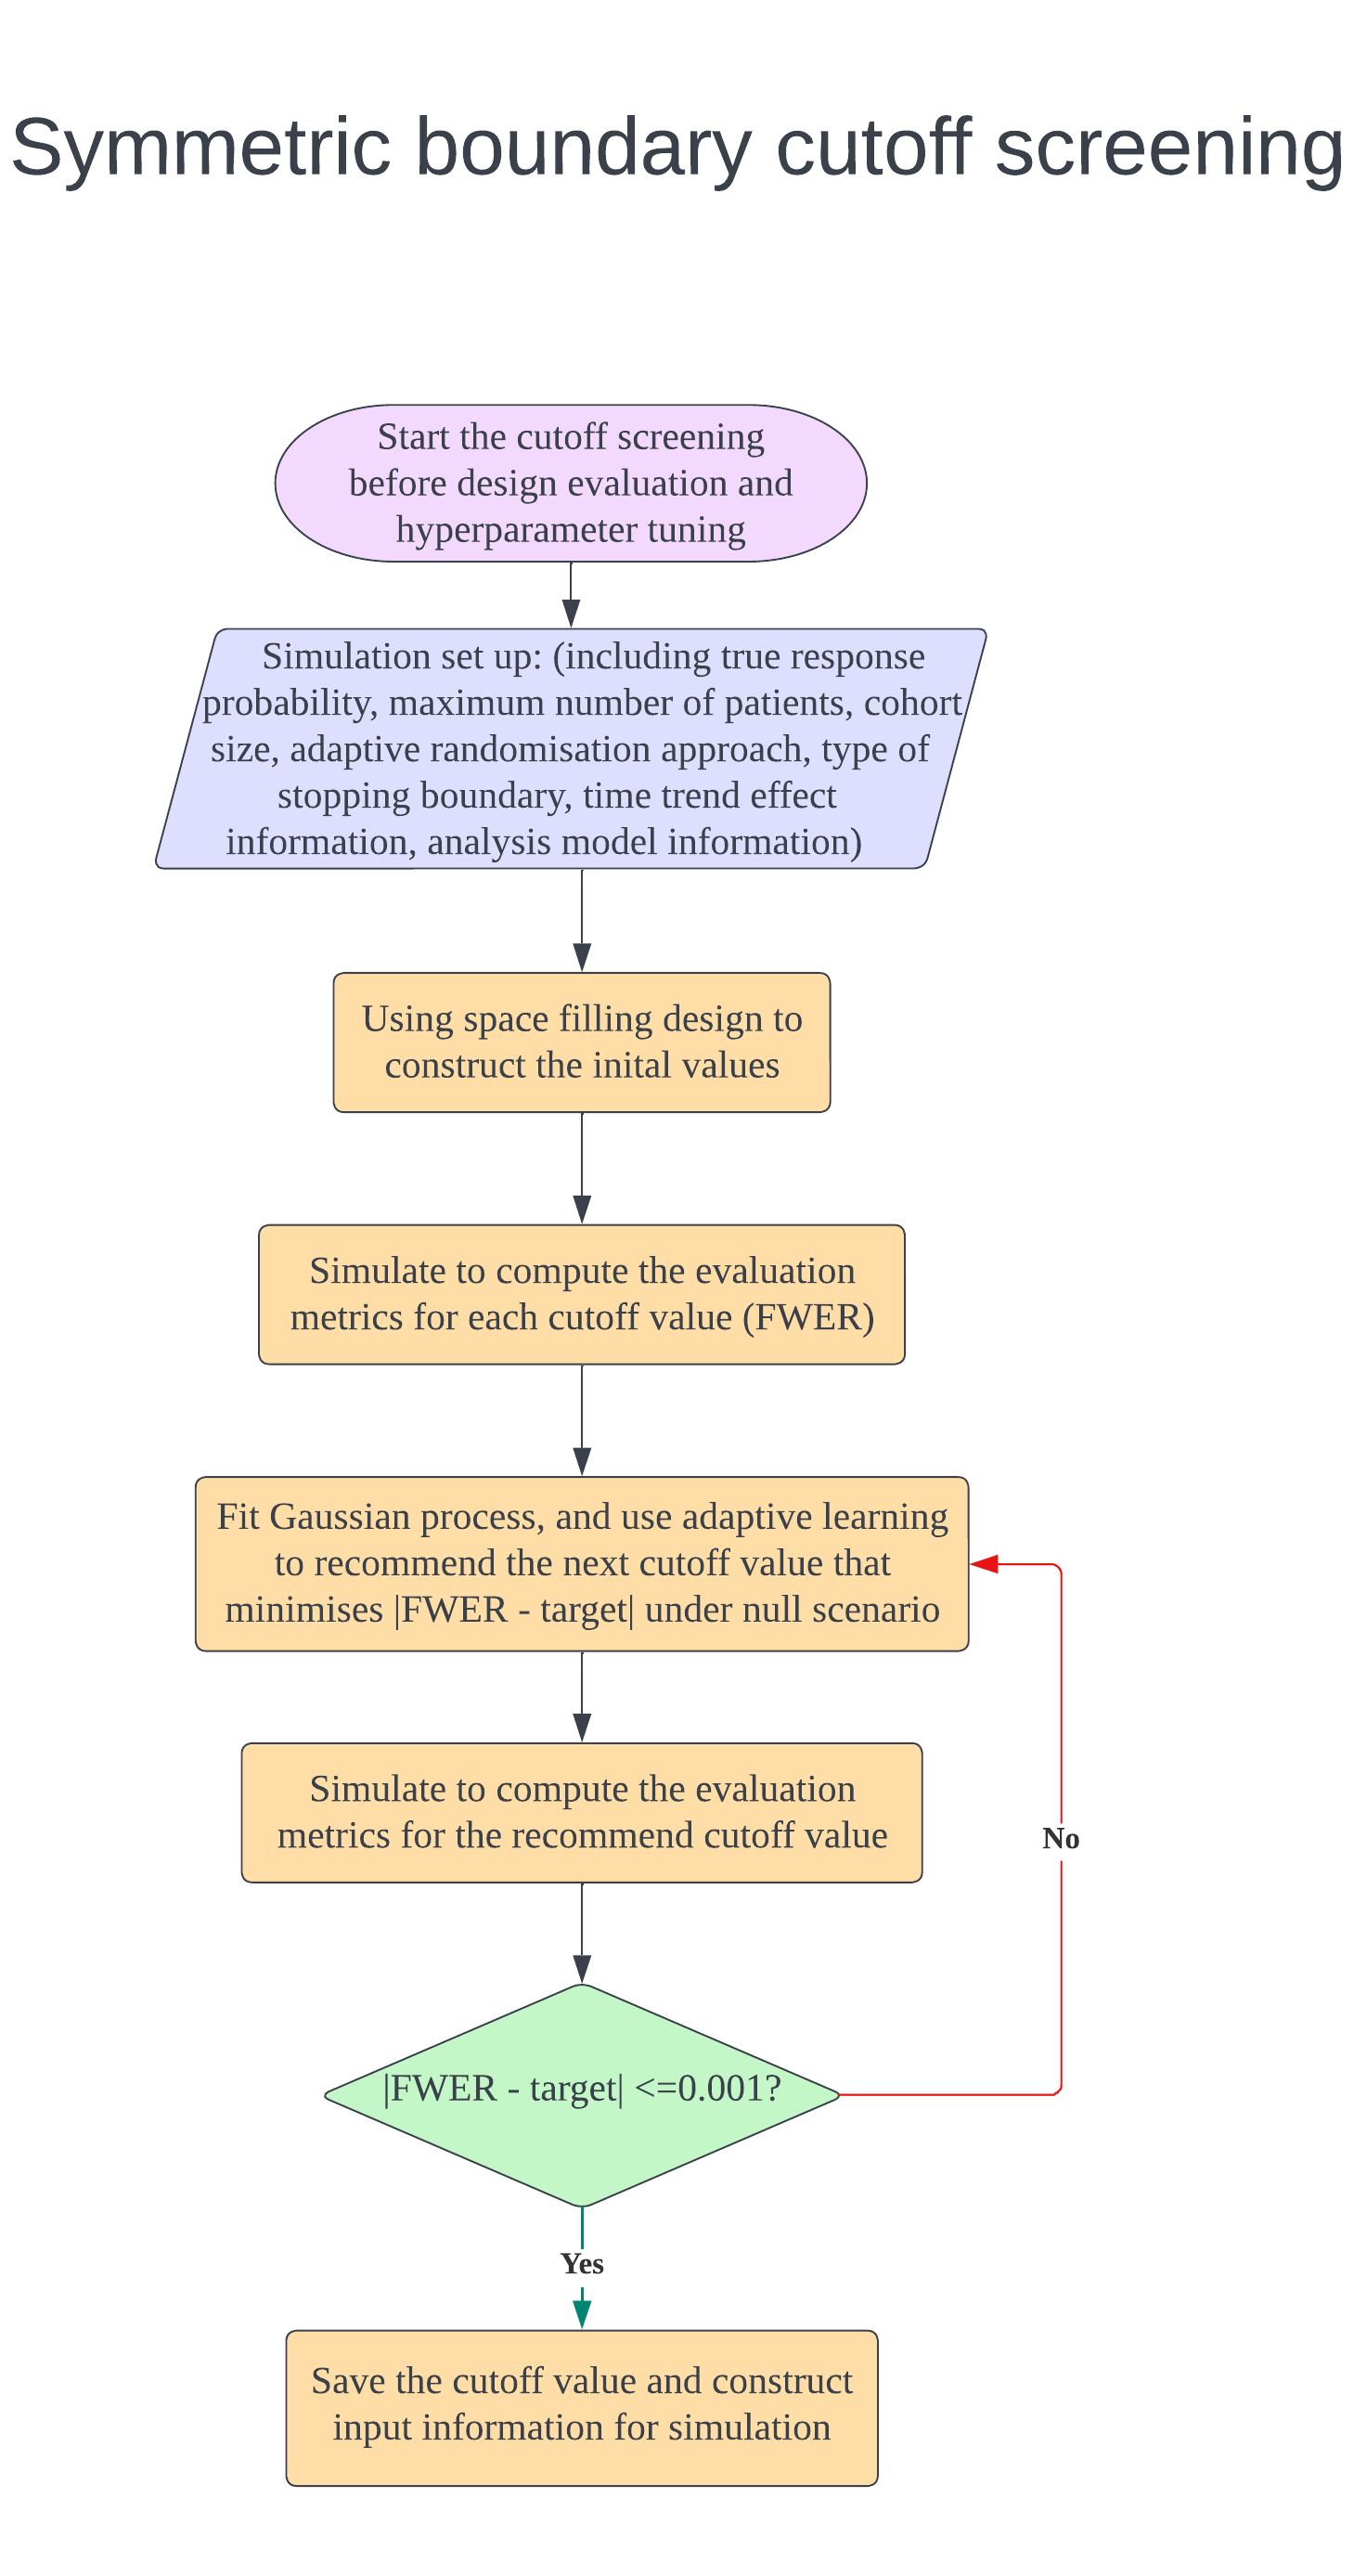 Symmetric boundary cutoff screening
Start the cutoff screening
before design evaluation and
hyperparameter tuning
Simulation set up: (including true response
probability, maximum number of patients, cohort
size, adaptive randomisation approach, type of
stopping boundary, time trend effect
information, analysis model information)
Using space filling design to
construct the inital values
Simulate to compute the evaluation
metrics for each cutoff value (FWER)
Fit Gaussian process, and use adaptive learning
to recommend the next cutoff value that
minimises |FWER - target| under null scenario
Simulate to compute the evaluation
metrics for the recommend cutoff value
No
|FWER - target| <=0.001?
Yes
Save the cutoff value and construct
input information for simulation